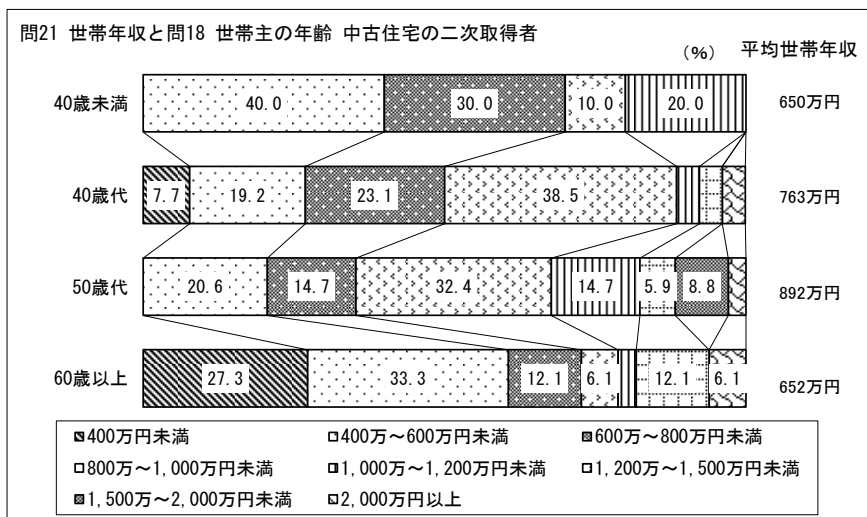 問21 世帯年収と問18 世帯主の年齢 中古住宅の二次取得者
（%） 平均世帯年収
40歳未満 40.0 30.0 10.0 20.0 650万円
40歳代 7.7 19.2 23.1 38.5 763万円
50歳代 20.6 14.7 32.4 14.7 5.9 8.8 892万円
60歳以上 27.3 33.3 12.1 6.1 12.1 6.1 652万円
400万円未満 400万～600万円未満 600万～800万円未満
800万～1,000万円未満 1,000万～1,200万円未満 1,200万～1,500万円未満
1,500万～2,000万円未満 2,000万円以上